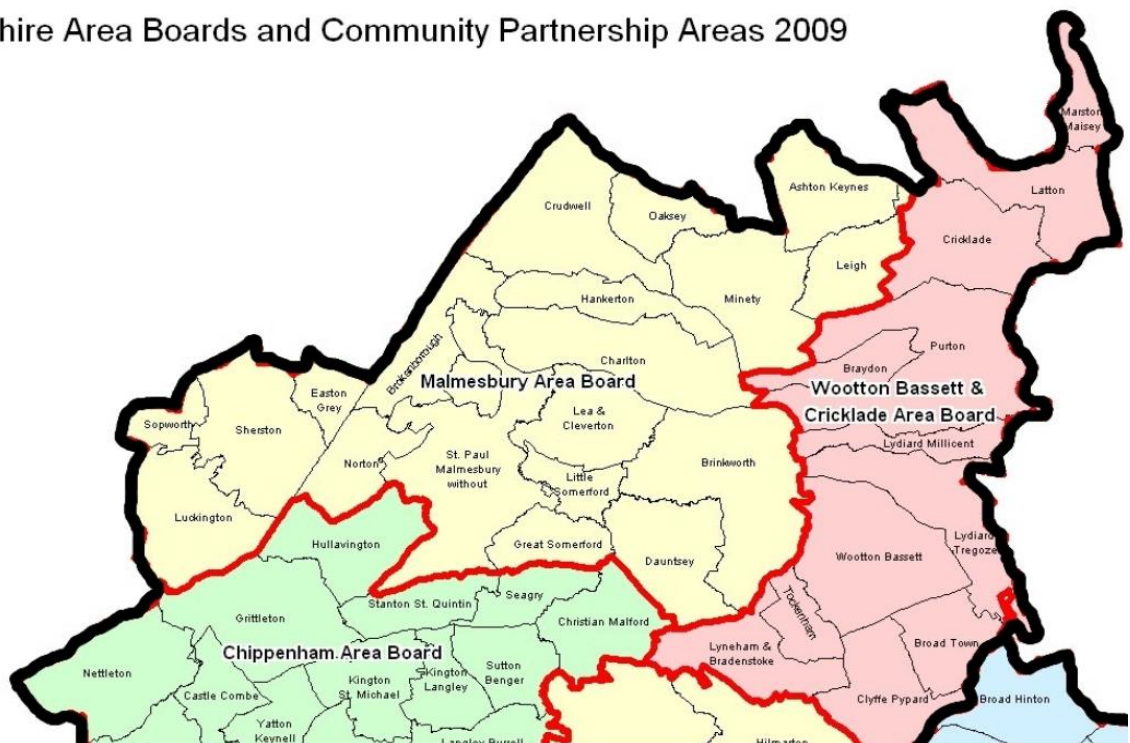 hire Area Boards and Community Partnership Areas 2009
Marston
Maisey
Ashton Keynes
Latton
Crudwell
Oaksey
Cricklade
Leigh
Hankerton
Minety
Purton
Brokenborough
Charlton
Braydon
Malmesbury Area Board
Wootton Bassett &
Cricklade Area Board
Easton
Grey
Sopworth
Sherston
Lea &
Cleverton
Lydiard Millicent
Norton
St. Paul
Malmesbury
without
Brinkworth
Little
Somerford
Luckington
Hullavington
Great Somerford
Dauntsey
Wootton Bassett
Lydiard
Tregoze
Stanton St. Quintin
Seagry
Grittleton
Christian Malford
Tockenham
Chippenham Area Board
Lyneham &
Bradenstoke
Broad Town
Nettleton
Sutton
Benger
Kington
Langley
Kington
St. Michael
Castle Combe
Clyffe Pypard
Broad Hinton
Yatton
Keynell
Langley Burrell
Hilmarton